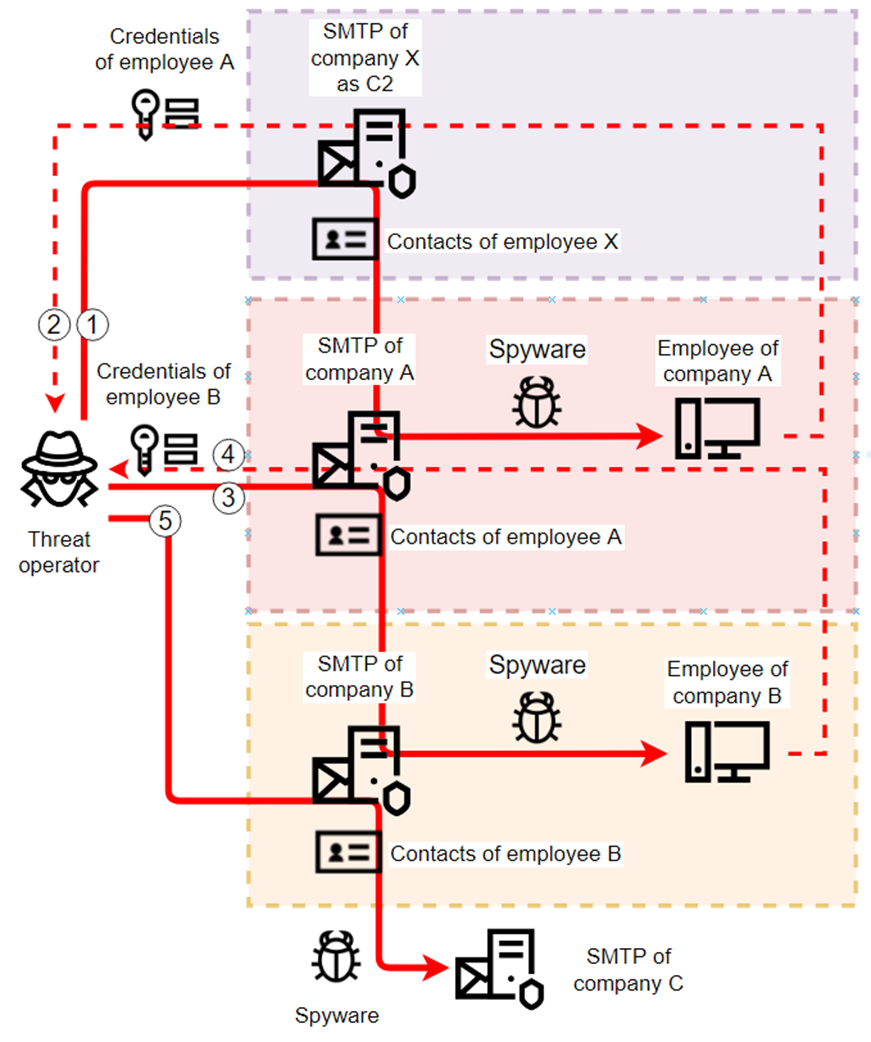 Credentials
of employee A
SMTP of
company X
as C2
Contacts of employee X
2
1
SMTP of
company A
Spyware
Employee of
company A
Credentials of
employee B
4
3
5
Threat
operator
Contacts of employee A
SMTP of
company B
Spyware
Employee of
company B
Contacts of employee B
Spyware
SMTP of
company C